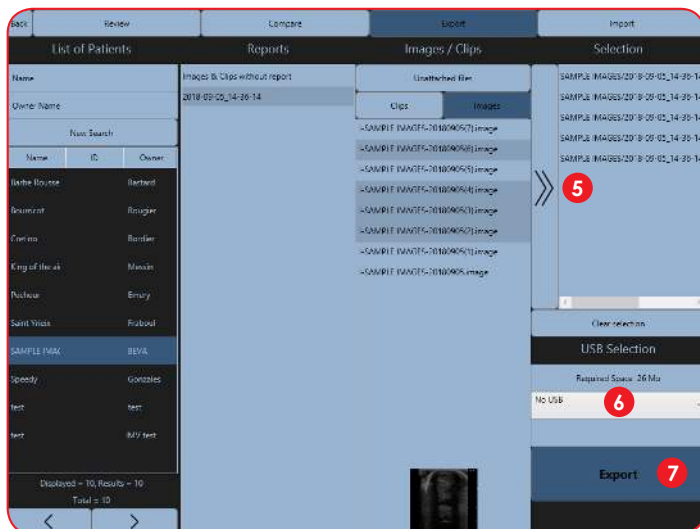 Back Review Compare Export Import
List of Patients Reports Images / Clips Selection
Name
Owner Name
New Search
Name ID Owner
Barbe Rousse Bastard
Bourricot Rougier
Bordier
King of the air Messin
Pecheur Emery
Saint Yrieix Fraboul
SAMPLE IMAC BEVA
Speedy Gonzales
test test
test IMV test
Displayed = 10, Results = 10
Total = 10
< >
Images & Clips without report
2018-09-05_14-36-14
Unattached files
Clips Images
-SAMPLE IMAGES-20180905(7).image
-SAMPLE IMAGES-20180905(6).image
-SAMPLE IMAGES-20180905(5).image
-SAMPLE IMAGES-20180905(4).image
-SAMPLE IMAGES-20180905(3).image
-SAMPLE IMAGES-20180905(2).image
-SAMPLE IMAGES-20180905(1).image
-SAMPLE IMAGES-20180905.image
SAMPLE IMAGES/2018-09-05_14-36-14
SAMPLE IMAGES/2018-09-05_14-36-14
SAMPLE IMAGES/2018-09-05_14-36-14
SAMPLE IMAGES/2018-09-05_14-36-14
SAMPLE IMAGES/2018-09-05_14-36-14
5
Clear selection
USB Selection
Required Space 26 Mo
No USB 6
Export 7